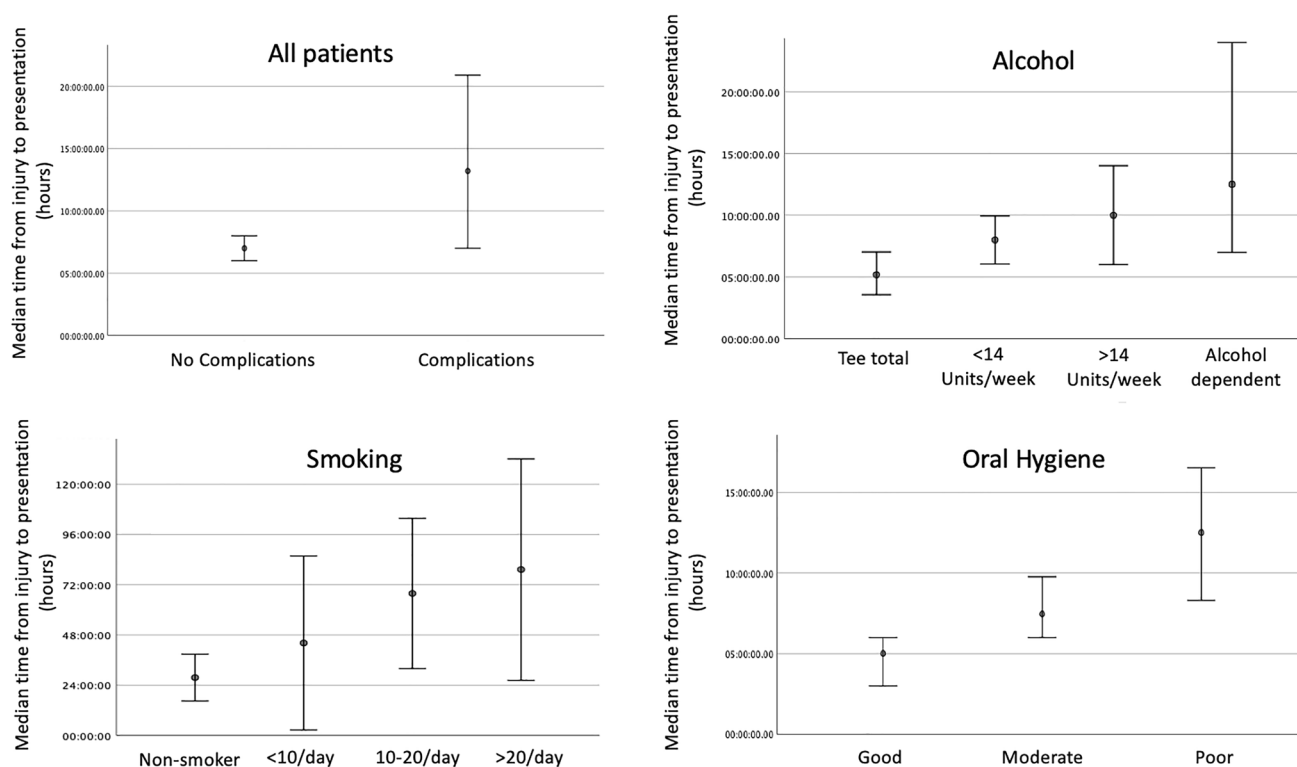 All patients
Median time from injury to presentation
(hours)
20:00:00.00
15:00:00.00
10:00:00.00
05:00:00.00
00:00:00.00
No Complications
Complications
Alcohol
Median time from injury to presentation
(hours)
20:00:00.00
15:00:00.00
10:00:00.00
05:00:00.00
00:00:00.00
Tee total
<14
Units/week
>14
Units/week
Alcohol
dependent
Smoking
Median time from injury to presentation
(hours)
120:00:00
96:00:00
72:00:00
48:00:00
24:00:00
00:00:00
Non-smoker
<10/day
10-20/day
>20/day
Oral Hygiene
Median time from injury to presentation
(hours)
15:00:00.00
10:00:00.00
05:00:00.00
00:00:00.00
Good
Moderate
Poor